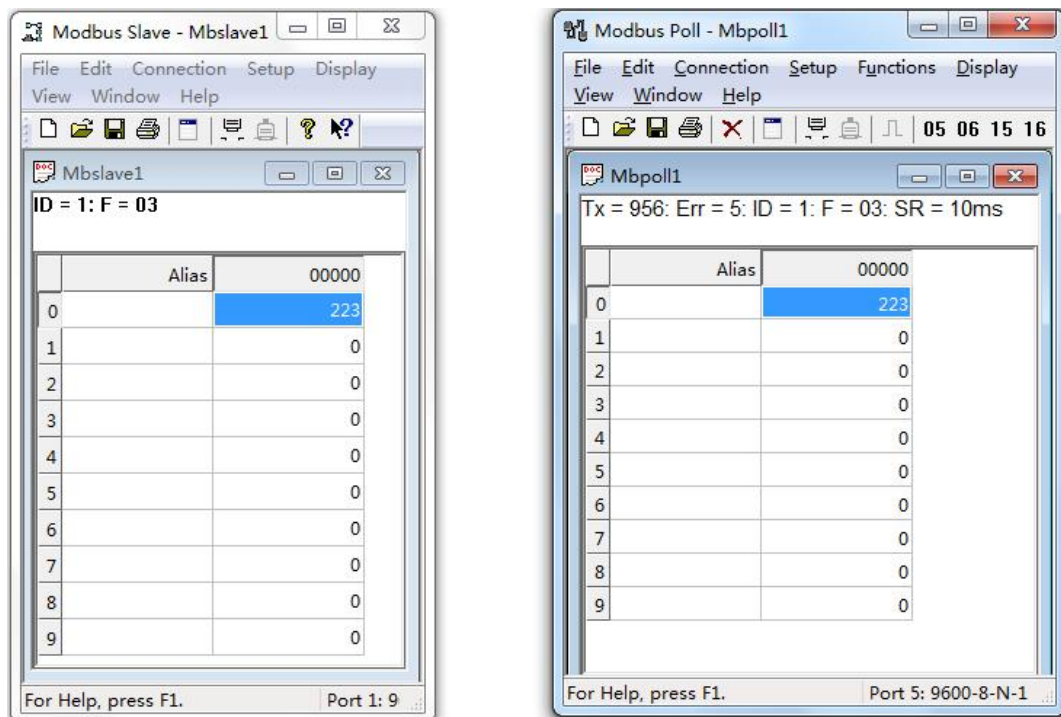 Modbus Slave - Mbslave1
File Edit Connection Setup Display
View Window Help
Mbslave1
ID = 1: F = 03
Alias 00000
0 223
1 0
2 0
3 0
4 0
5 0
6 0
7 0
8 0
9 0
For Help, press F1. Port 1: 9
Modbus Poll - Mbpoll1
File Edit Connection Setup Functions Display
View Window Help
05 06 15 16
Mbpoll1
Tx = 956: Err = 5: ID = 1: F = 03: SR = 10ms
Alias 00000
0 223
1 0
2 0
3 0
4 0
5 0
6 0
7 0
8 0
9 0
For Help, press F1. Port 5: 9600-8-N-1